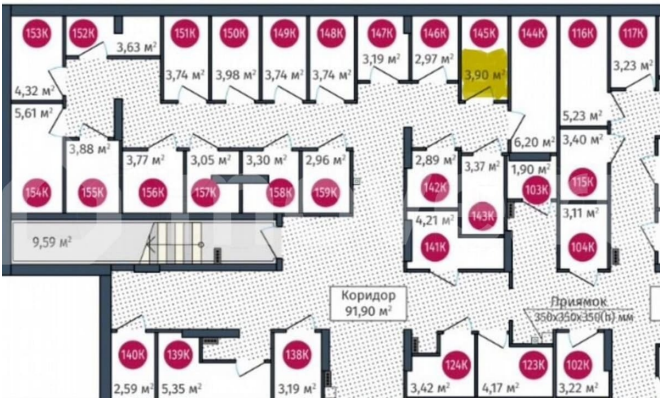 153К 152К 151К 150К 149К 148К 147К 146К 145К 144К 116К 117К
3,63 м²
3,74 м² 3,98 м² 3,74 м² 3,74 м² 3,19 м² 2,97 м² 3,90 м² 3,23 м²
4,32 м²
5,61 м² 5,23 м²
3,88 м² 6,20 м² 3,40 м²
3,77 м² 3,05 м² 3,30 м² 2,96 м² 2,89 м² 3,37 м² 1,90 м²
154К 155К 156К 157К 158К 159К 142К 103К 115К
4,21 м² 143К 3,11 м²
9,59 м² 141К 104К
Коридор
91,90 м²
Приямок
350х350х350(h) мм
140К 139К 138К 124К 123К 102К
2,59 м² 5,35 м² 3,19 м² 3,42 м² 4,17 м² 3,22 м²